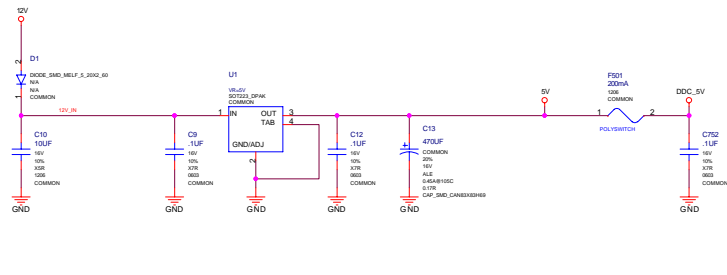 12V
2
D1
DIODE_SMD_MELF_5_20X2_60
N/A
N/A
COMMON
1
12V_IN
C10
10UF
16V
10%
X5R
1206
COMMON
GND
C9
.1UF
16V
10%
X7R
0603
COMMON
GND
U1
VR=5V
SOT223_DPAK
COMMON
1
IN
OUT
3
TAB
4
GND/ADJ
2
GND
C12
.1UF
16V
10%
X7R
0603
COMMON
GND
C13
470UF
COMMON
20%
16V
ALE
0.45A@105C
0.17R
CAP_SMD_CAN83X83H69
GND
5V
F501
200mA
1206
COMMON
1
2
POLYSWITCH
DDC_5V
C752
.1UF
16V
10%
X7R
0603
COMMON
GND